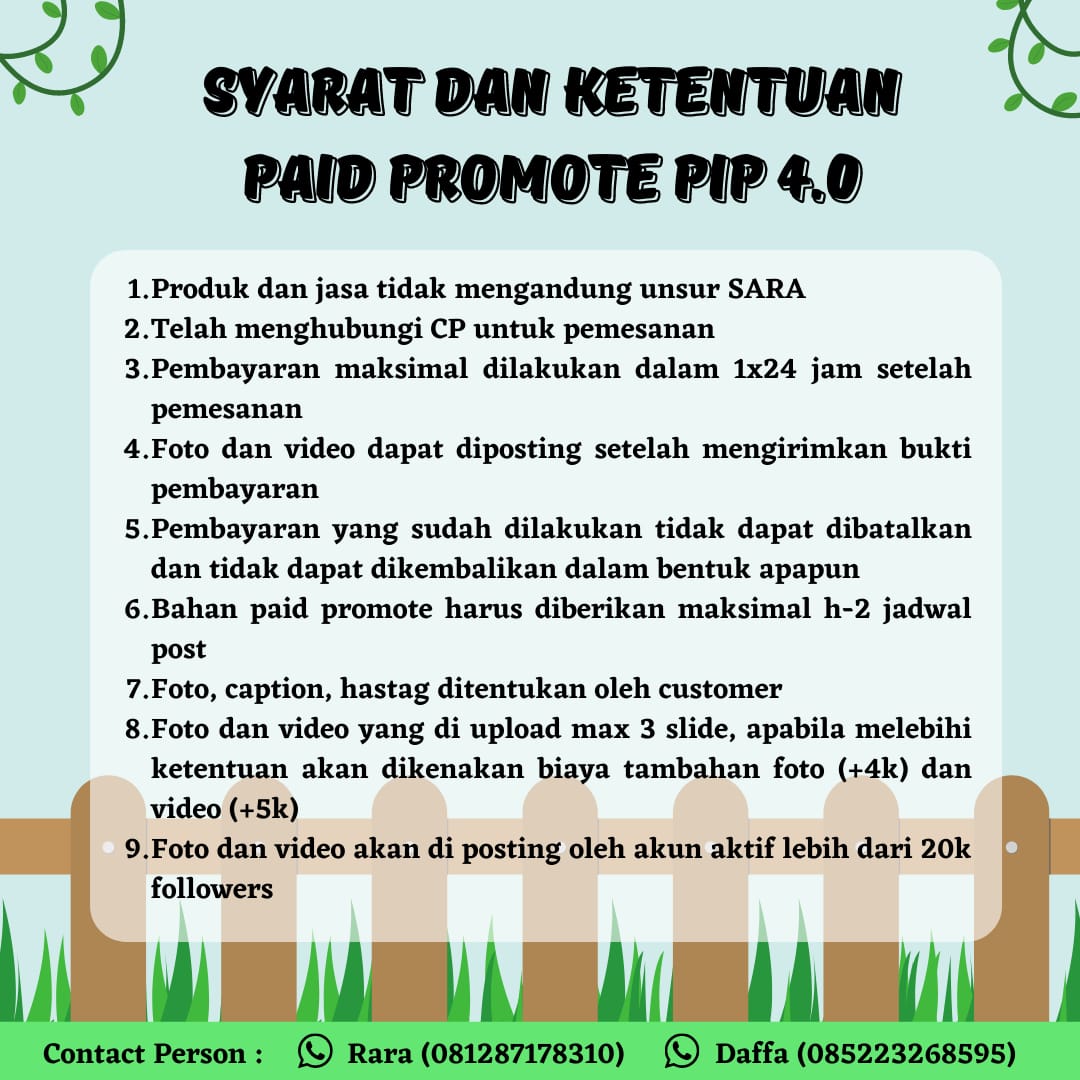 SYARAT DAN KETENTUAN
PAID PROMOTE PIP 4.0
1. Produk dan jasa tidak mengandung unsur SARA
2. Telah menghubungi CP untuk pemesanan
3. Pembayaran maksimal dilakukan dalam 1x24 jam setelah
pemesanan
4. Foto dan video dapat diposting setelah mengirimkan bukti
pembayaran
5. Pembayaran yang sudah dilakukan tidak dapat dibatalkan
dan tidak dapat dikembalikan dalam bentuk apapun
6. Bahan paid promote harus diberikan maksimal h-2 jadwal
post
7. Foto, caption, hastag ditentukan oleh customer
8. Foto dan video yang di upload max 3 slide, apabila melebihi
ketentuan akan dikenakan biaya tambahan foto (+4k) dan
video (+5k)
9. Foto dan video akan di posting oleh akun aktif lebih dari 20k
followers
Contact Person : Rara (081287178310) Daffa (085223268595)